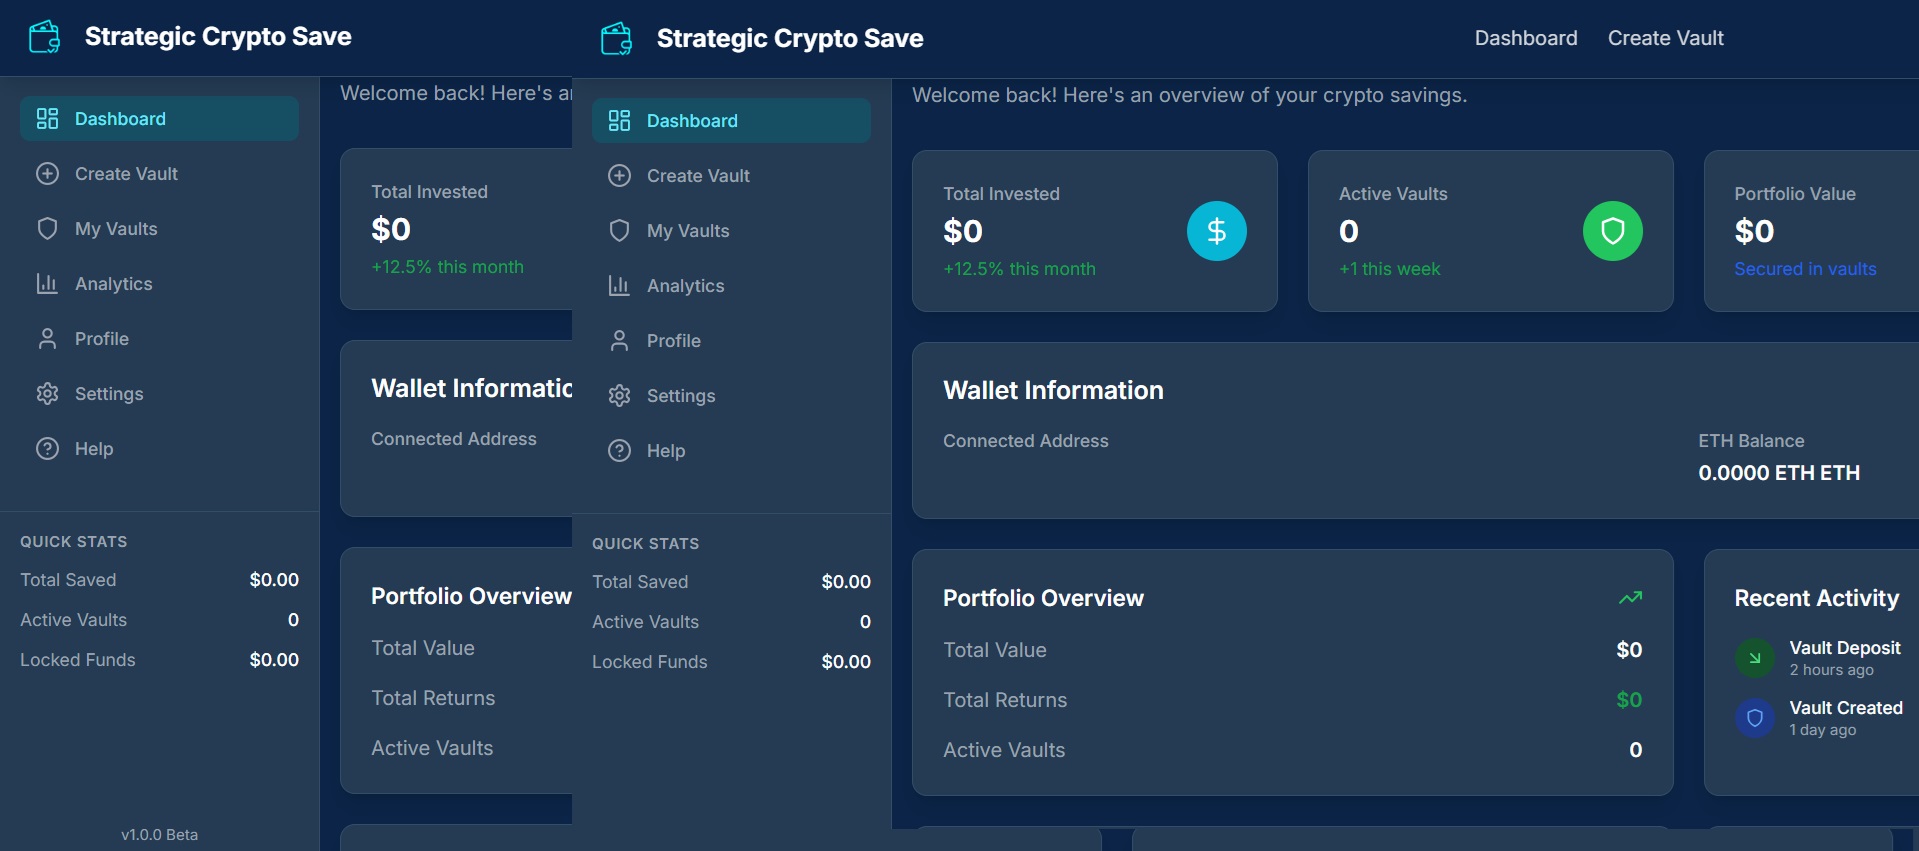 Strategic Crypto Save
Dashboard
Create Vault
My Vaults
Analytics
Profile
Settings
Help
QUICK STATS
Total Saved $0.00
Active Vaults 0
Locked Funds $0.00
v1.0.0 Beta
Welcome back! Here's
Total Invested
$0
+12.5% this month
Wallet Informatic
Connected Address
Portfolio Overview
Total Value
Total Returns
Active Vaults
Strategic Crypto Save
Dashboard Create Vault
Dashboard
Create Vault
My Vaults
Analytics
Profile
Settings
Help
QUICK STATS
Total Saved $0.00
Active Vaults 0
Locked Funds $0.00
Welcome back! Here's an overview of your crypto savings.
Total Invested
$0
+12.5% this month
Active Vaults
0
+1 this week
Portfolio Value
$0
Secured in vaults
Wallet Information
Connected Address
ETH Balance
0.0000 ETH ETH
Portfolio Overview
Total Value $0
Total Returns $0
Active Vaults 0
Recent Activity
Vault Deposit
2 hours ago
Vault Created
1 day ago